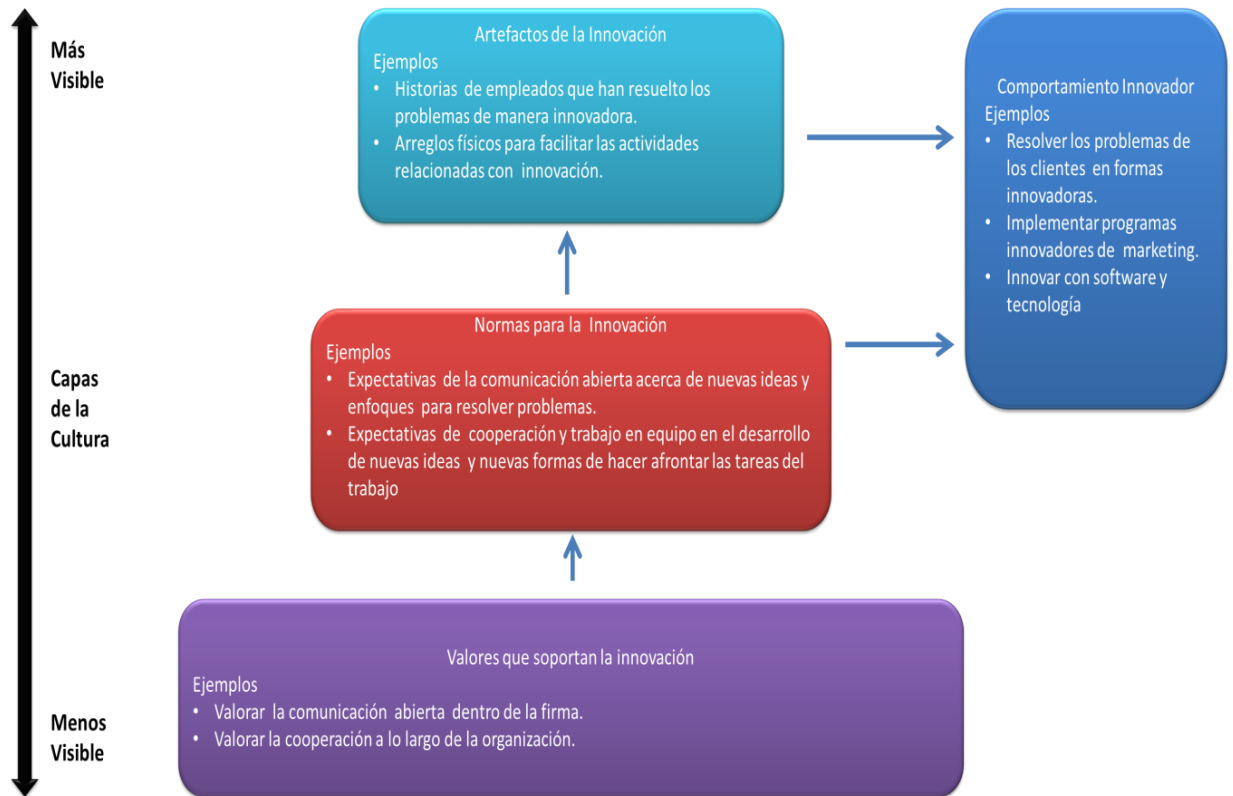 Más
Visible
Artefactos de la Innovación
Ejemplos
• Historias de empleados que han resuelto los
problemas de manera innovadora.
• Arreglos físicos para facilitar las actividades
relacionadas con innovación.
Comportamiento Innovador
Ejemplos
• Resolver los problemas de
los clientes en formas
innovadoras.
• Implementar programas
innovadores de marketing.
• Innovar con software y
tecnología
Capas
de la
Cultura
Normas para la Innovación
Ejemplos
• Expectativas de la comunicación abierta acerca de nuevas ideas y
enfoques para resolver problemas.
• Expectativas de cooperación y trabajo en equipo en el desarrollo
de nuevas ideas y nuevas formas de hacer afrontar las tareas del
trabajo
Menos
Visible
Valores que soportan la innovación
Ejemplos
• Valorar la comunicación abierta dentro de la firma.
• Valorar la cooperación a lo largo de la organización.